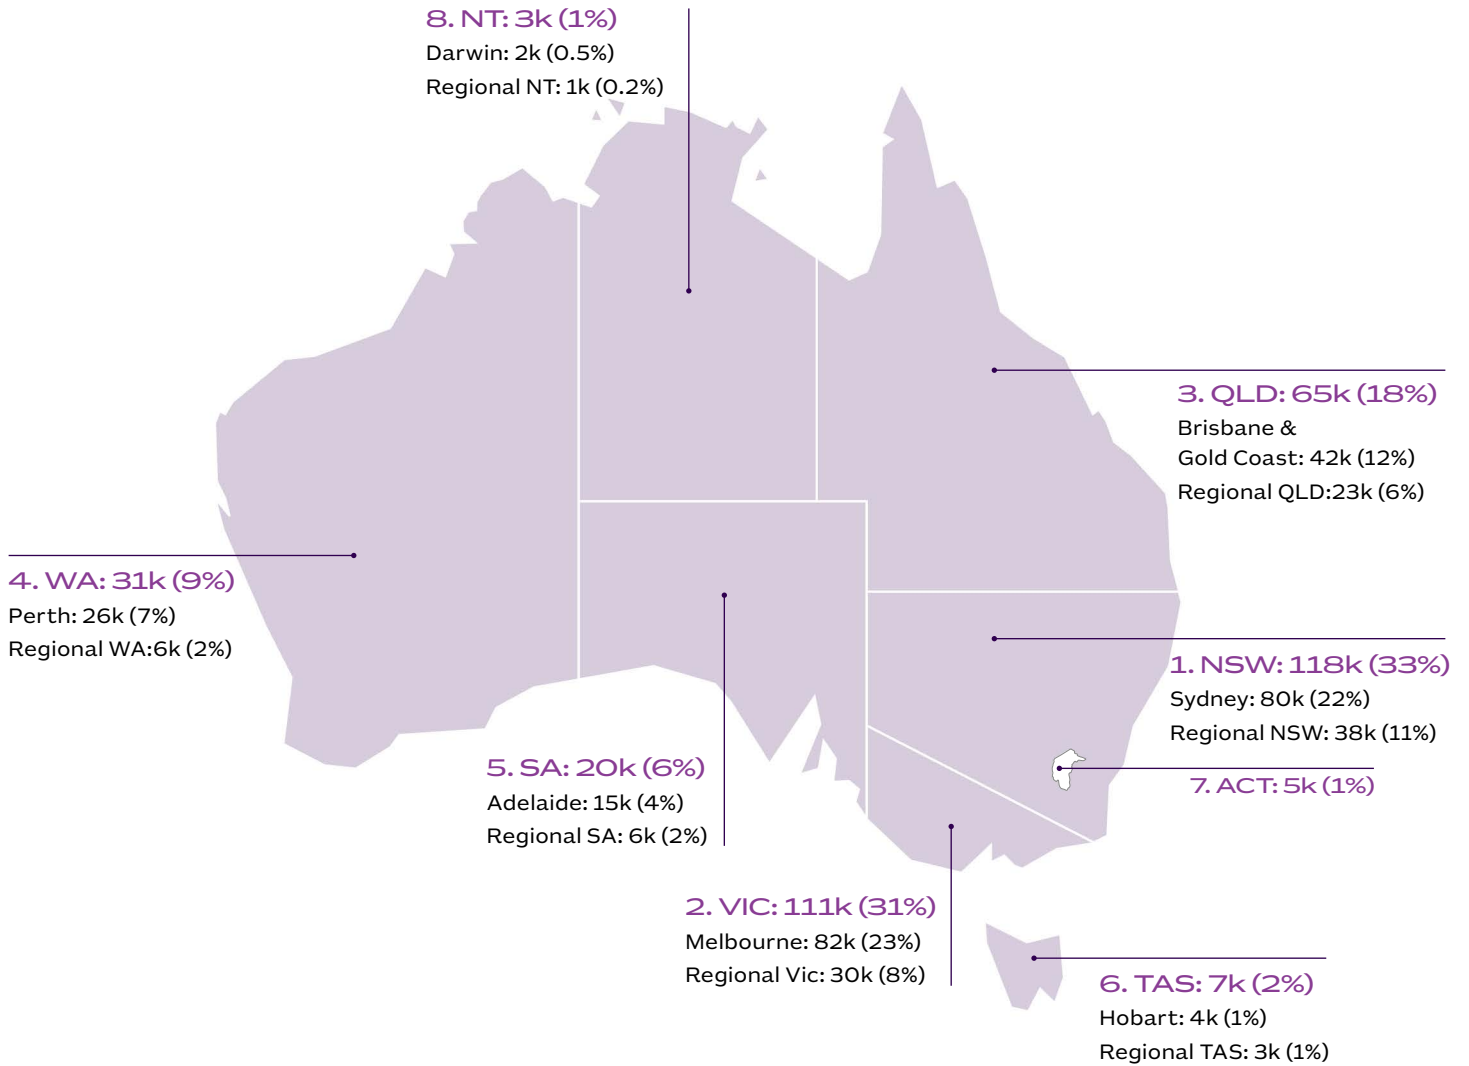 8. NT: 3k (1%)
Darwin: 2k (0.5%)
Regional NT: 1k (0.2%)
3. QLD: 65k (18%)
Brisbane &
Gold Coast: 42k (12%)
Regional QLD:23k (6%)
4. WA: 31k (9%)
Perth: 26k (7%)
Regional WA:6k (2%)
1. NSW: 118k (33%)
Sydney: 80k (22%)
Regional NSW: 38k (11%)
7. ACT: 5k (1%)
5. SA: 20k (6%)
Adelaide: 15k (4%)
Regional SA: 6k (2%)
2. VIC: 111k (31%)
Melbourne: 82k (23%)
Regional Vic: 30k (8%)
6. TAS: 7k (2%)
Hobart: 4k (1%)
Regional TAS: 3k (1%)